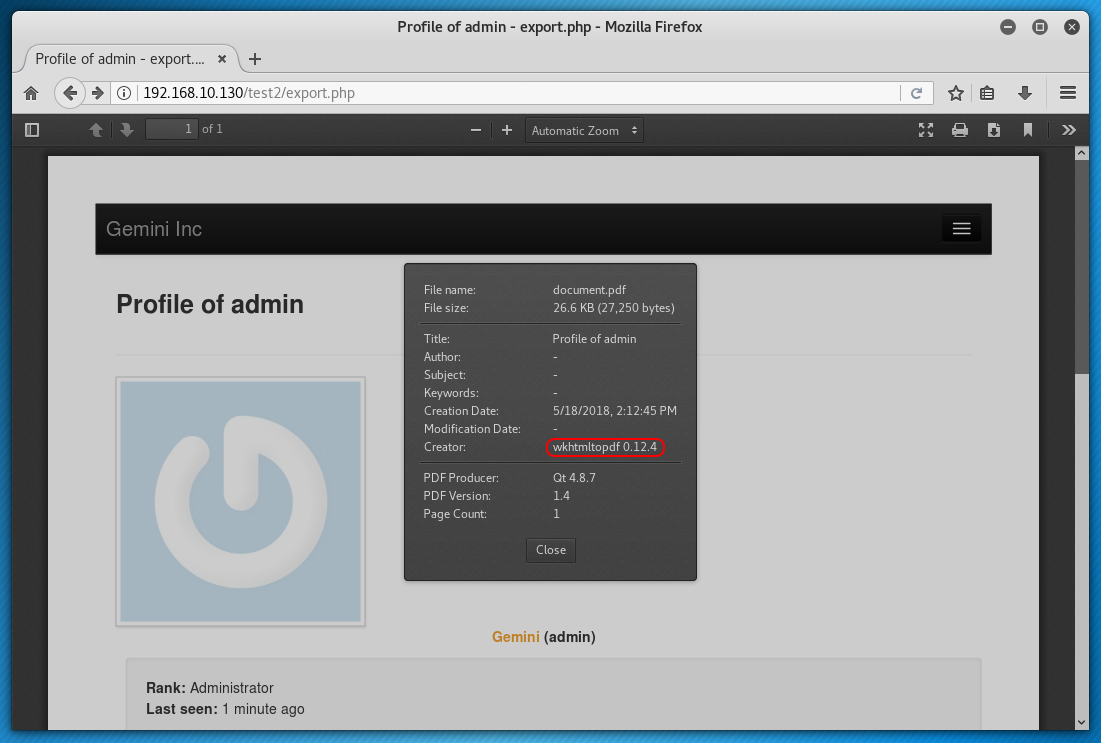 Profile of admin - export.php - Mozilla Firefox
Profile of admin - export....
192.168.10.130/test2/export.php
1 of 1
Automatic Zoom
Gemini Inc
Profile of admin
File name: document.pdf
File size: 26.6 KB (27,250 bytes)
Title: Profile of admin
Author: -
Subject: -
Keywords: -
Creation Date: 5/18/2018, 2:12:45 PM
Modification Date: -
Creator: wkhtmltopdf 0.12.4
PDF Producer: Qt 4.8.7
PDF Version: 1.4
Page Count: 1
Close
Gemini (admin)
Rank: Administrator
Last seen: 1 minute ago